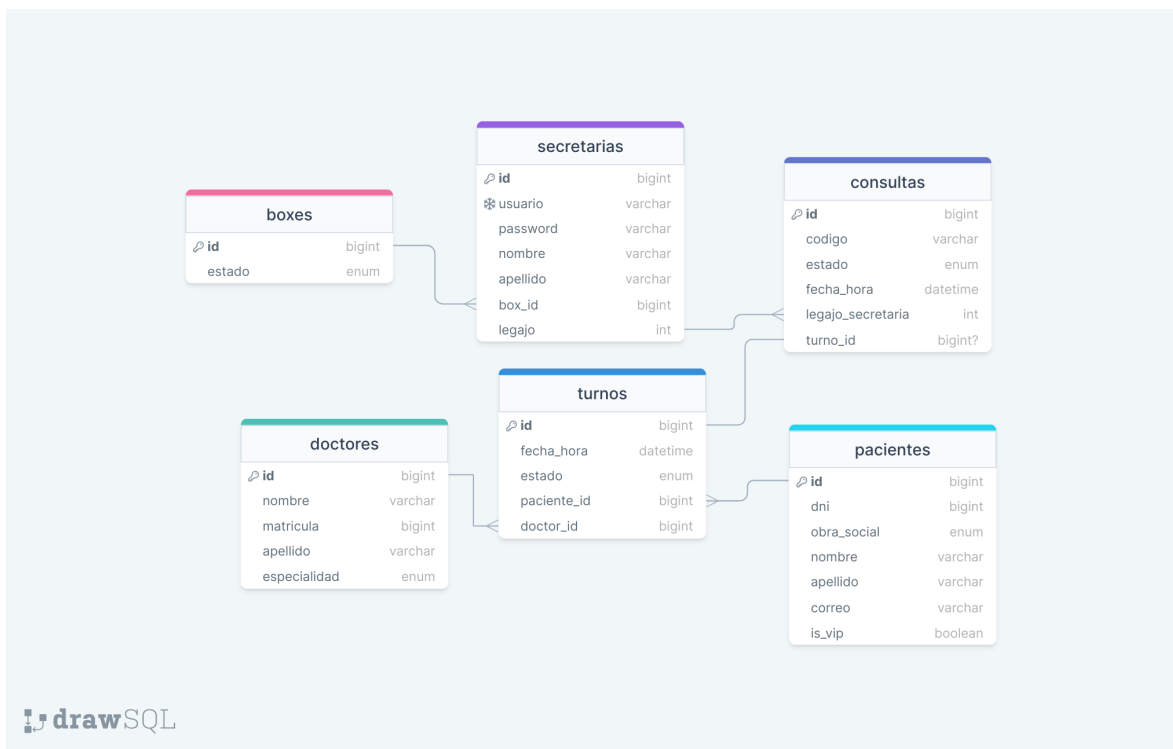 secretarias
id bigint
usuario varchar
password varchar
nombre varchar
apellido varchar
box_id bigint
legajo int
consultas
id bigint
codigo varchar
estado enum
fecha_hora datetime
legajo_secretaria int
turno_id bigint?
boxes
id bigint
estado enum
turnos
id bigint
fecha_hora datetime
estado enum
paciente_id bigint
doctor_id bigint
doctores
id bigint
nombre varchar
matricula bigint
apellido varchar
especialidad enum
pacientes
id bigint
dni bigint
obra_social enum
nombre varchar
apellido varchar
correo varchar
is_vip boolean
drawSQL